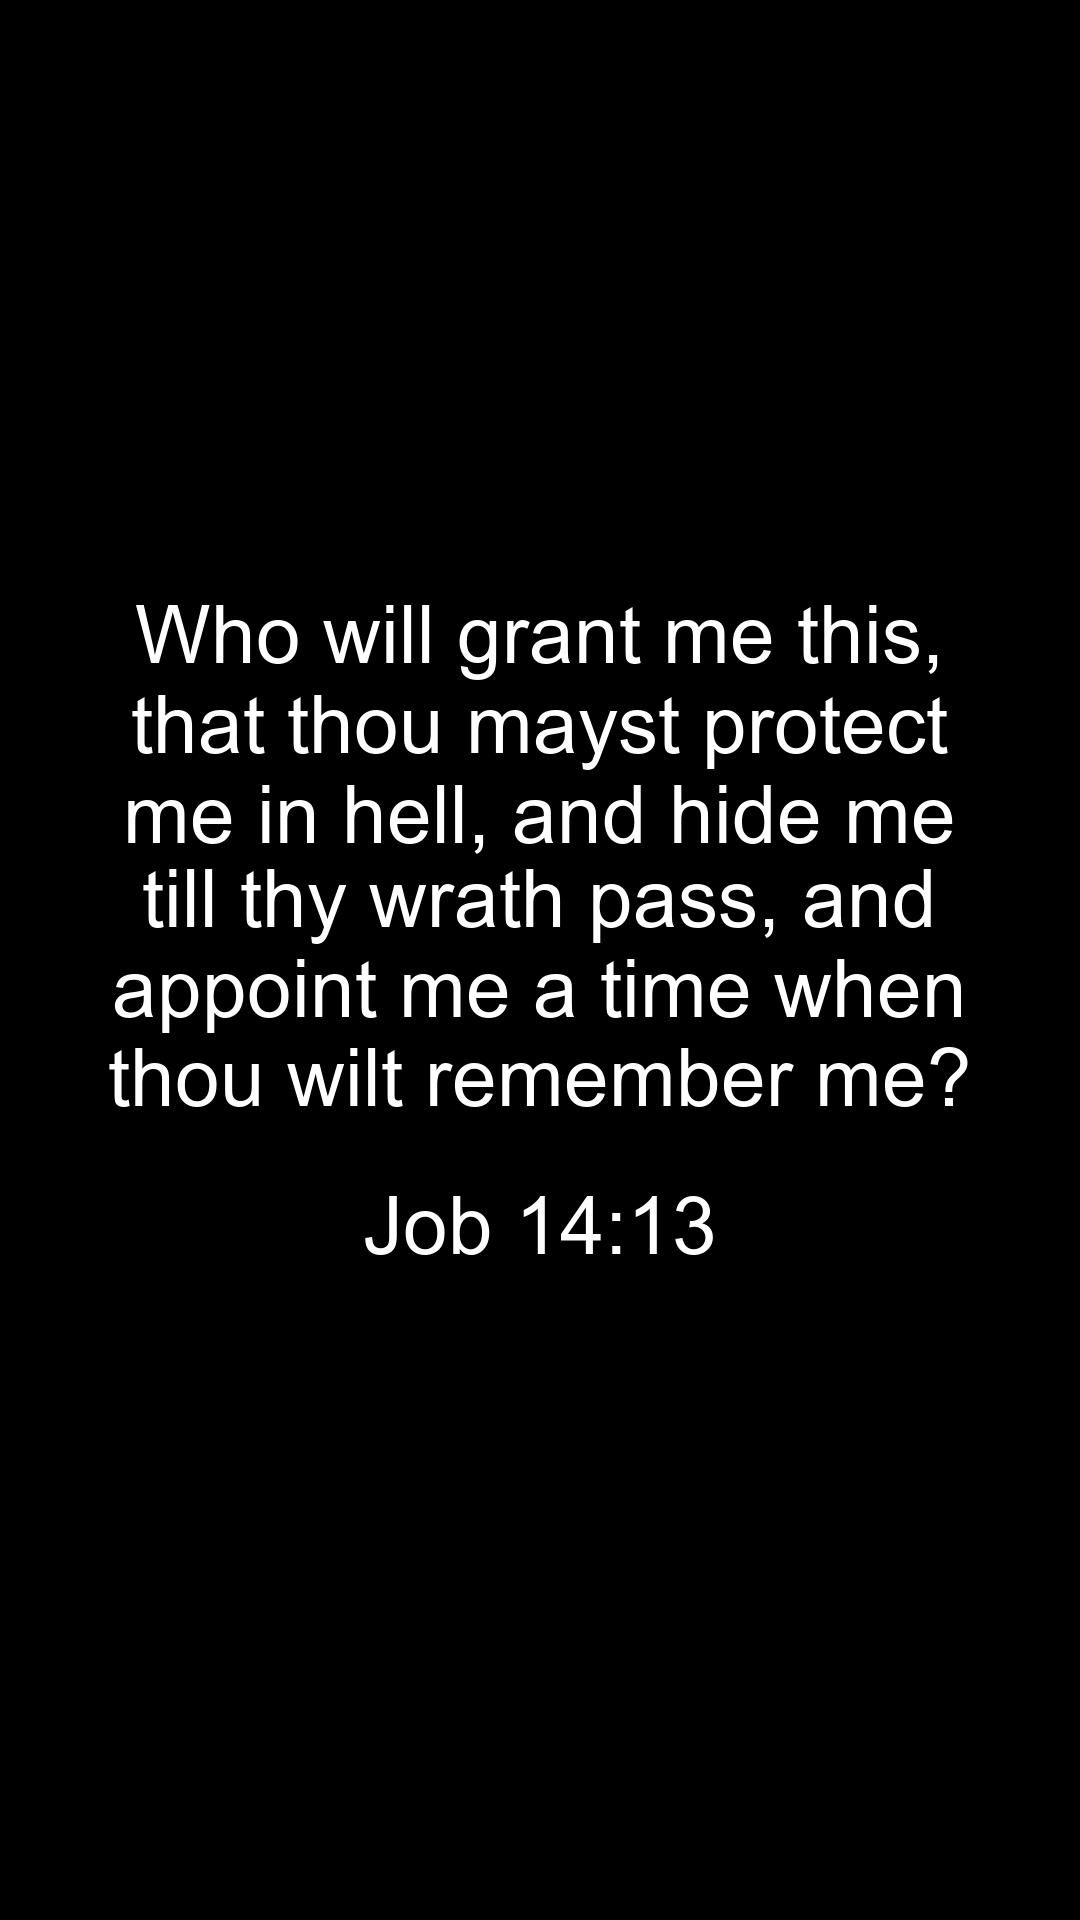 Who will grant me this,
that thou mayst protect
me in hell, and hide me
till thy wrath pass, and
appoint me a time when
thou wilt remember me?
Job 14:13